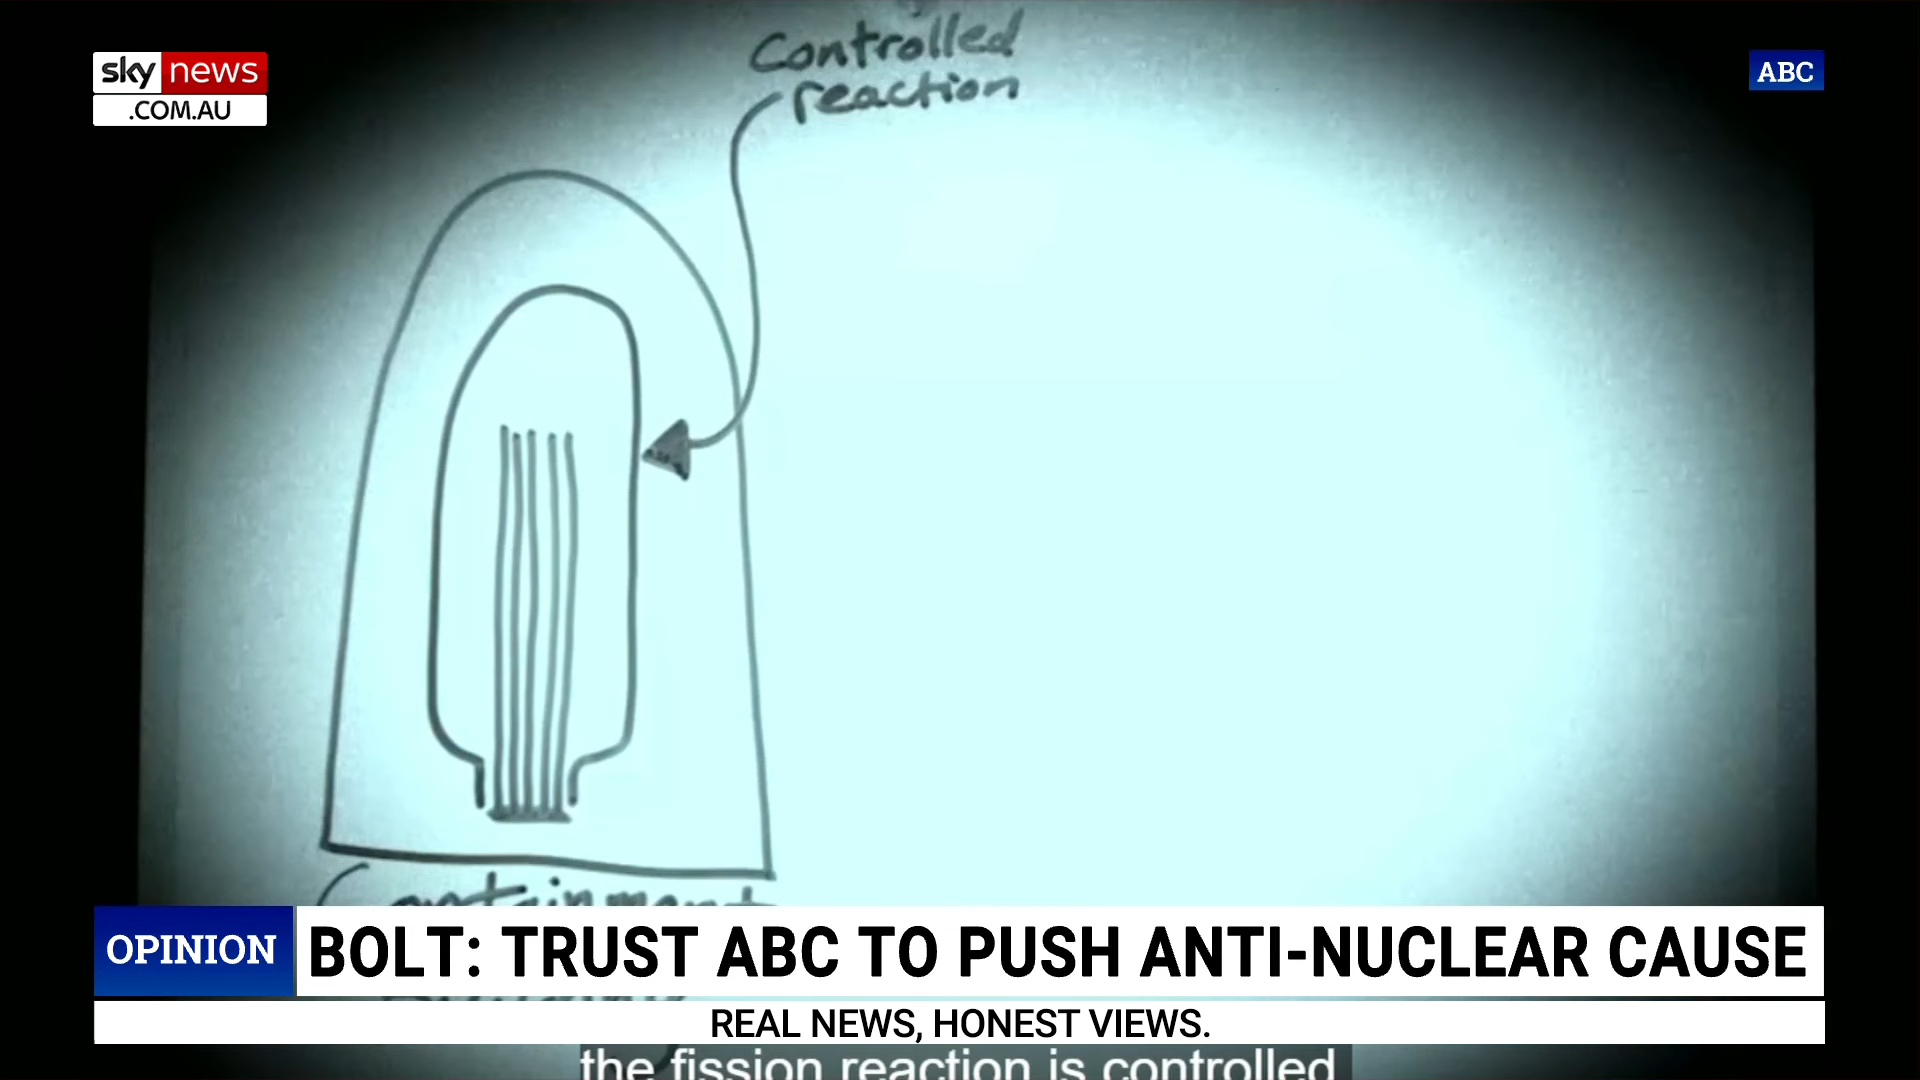 Controlled
reaction
sky news
.COM.AU
ABC
Containment
OPINION
BOLT: TRUST ABC TO PUSH ANTI-NUCLEAR CAUSE
REAL NEWS, HONEST VIEWS.
the fission reaction is controlled